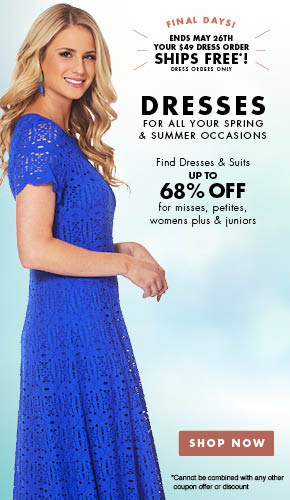 FINAL DAYS!
ENDS MAY 26TH
YOUR $49 DRESS ORDER
SHIPS FREE*!
DRESS ORDERS ONLY
DRESSES
FOR ALL YOUR SPRING
& SUMMER OCCASIONS
Find Dresses & Suits
UP TO
68% OFF
for misses, petites,
womens plus & juniors
SHOP NOW
*Cannot be combined with any other
coupon offer or discount